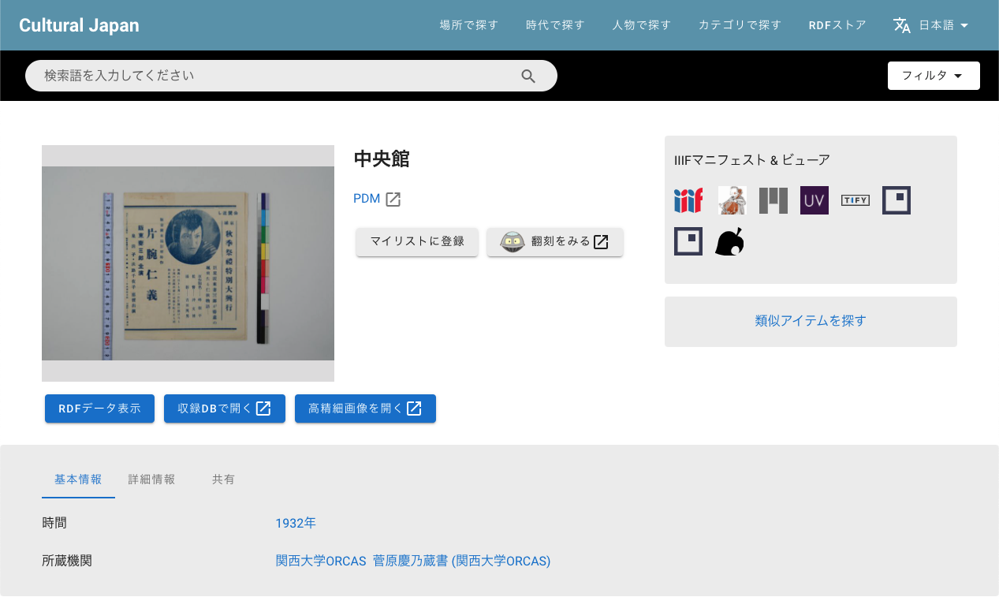 Cultural Japan
場所で探す
時代で探す
人物で探す
カテゴリで探す
RDFストア
日本語
検索語を入力してください
フィルタ
中央館
PDM
マイリストに登録
翻刻をみる
秋季祭禮特別大興行
片腕仁義
IIIFマニフェスト & ビューア
iiif
UV
TIFY
類似アイテムを探す
RDFデータ表示
収録DBで開く
高精細画像を開く
基本情報
詳細情報
共有
時間
1932年
所蔵機関
関西大学ORCAS 菅原慶乃蔵書 (関西大学ORCAS)